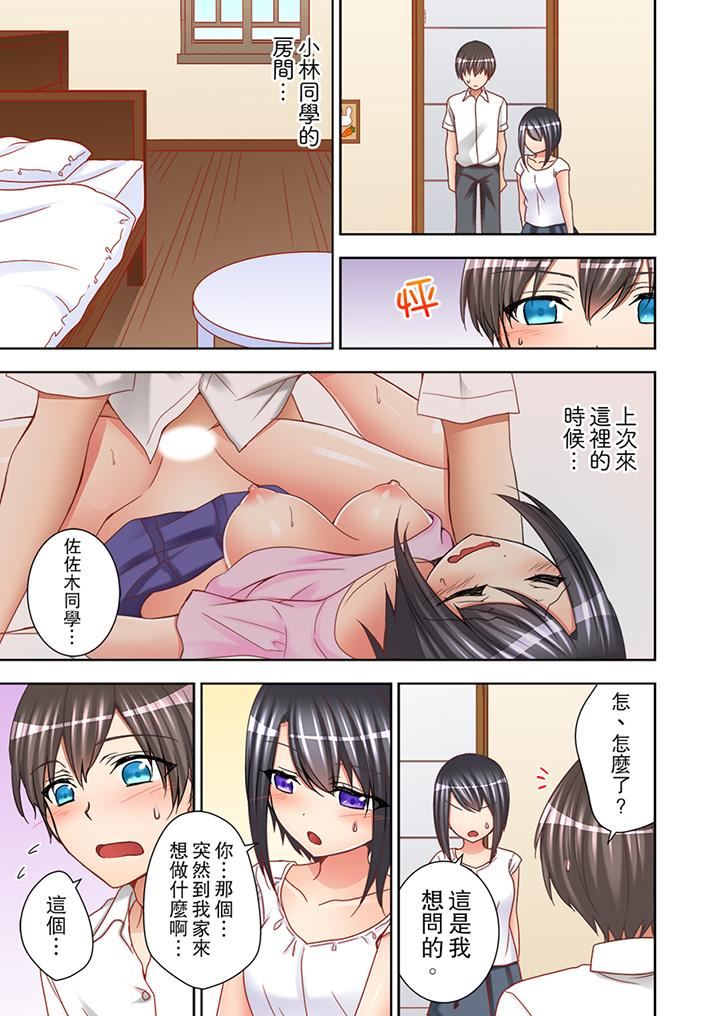 怦
小林同學的
房間…
上次來
這裡的
時候…
佐佐木同學…
怎、怎麼了？
這是我
想問的。
你…那個…
突然到我家來
想做什麼啊…
這個…